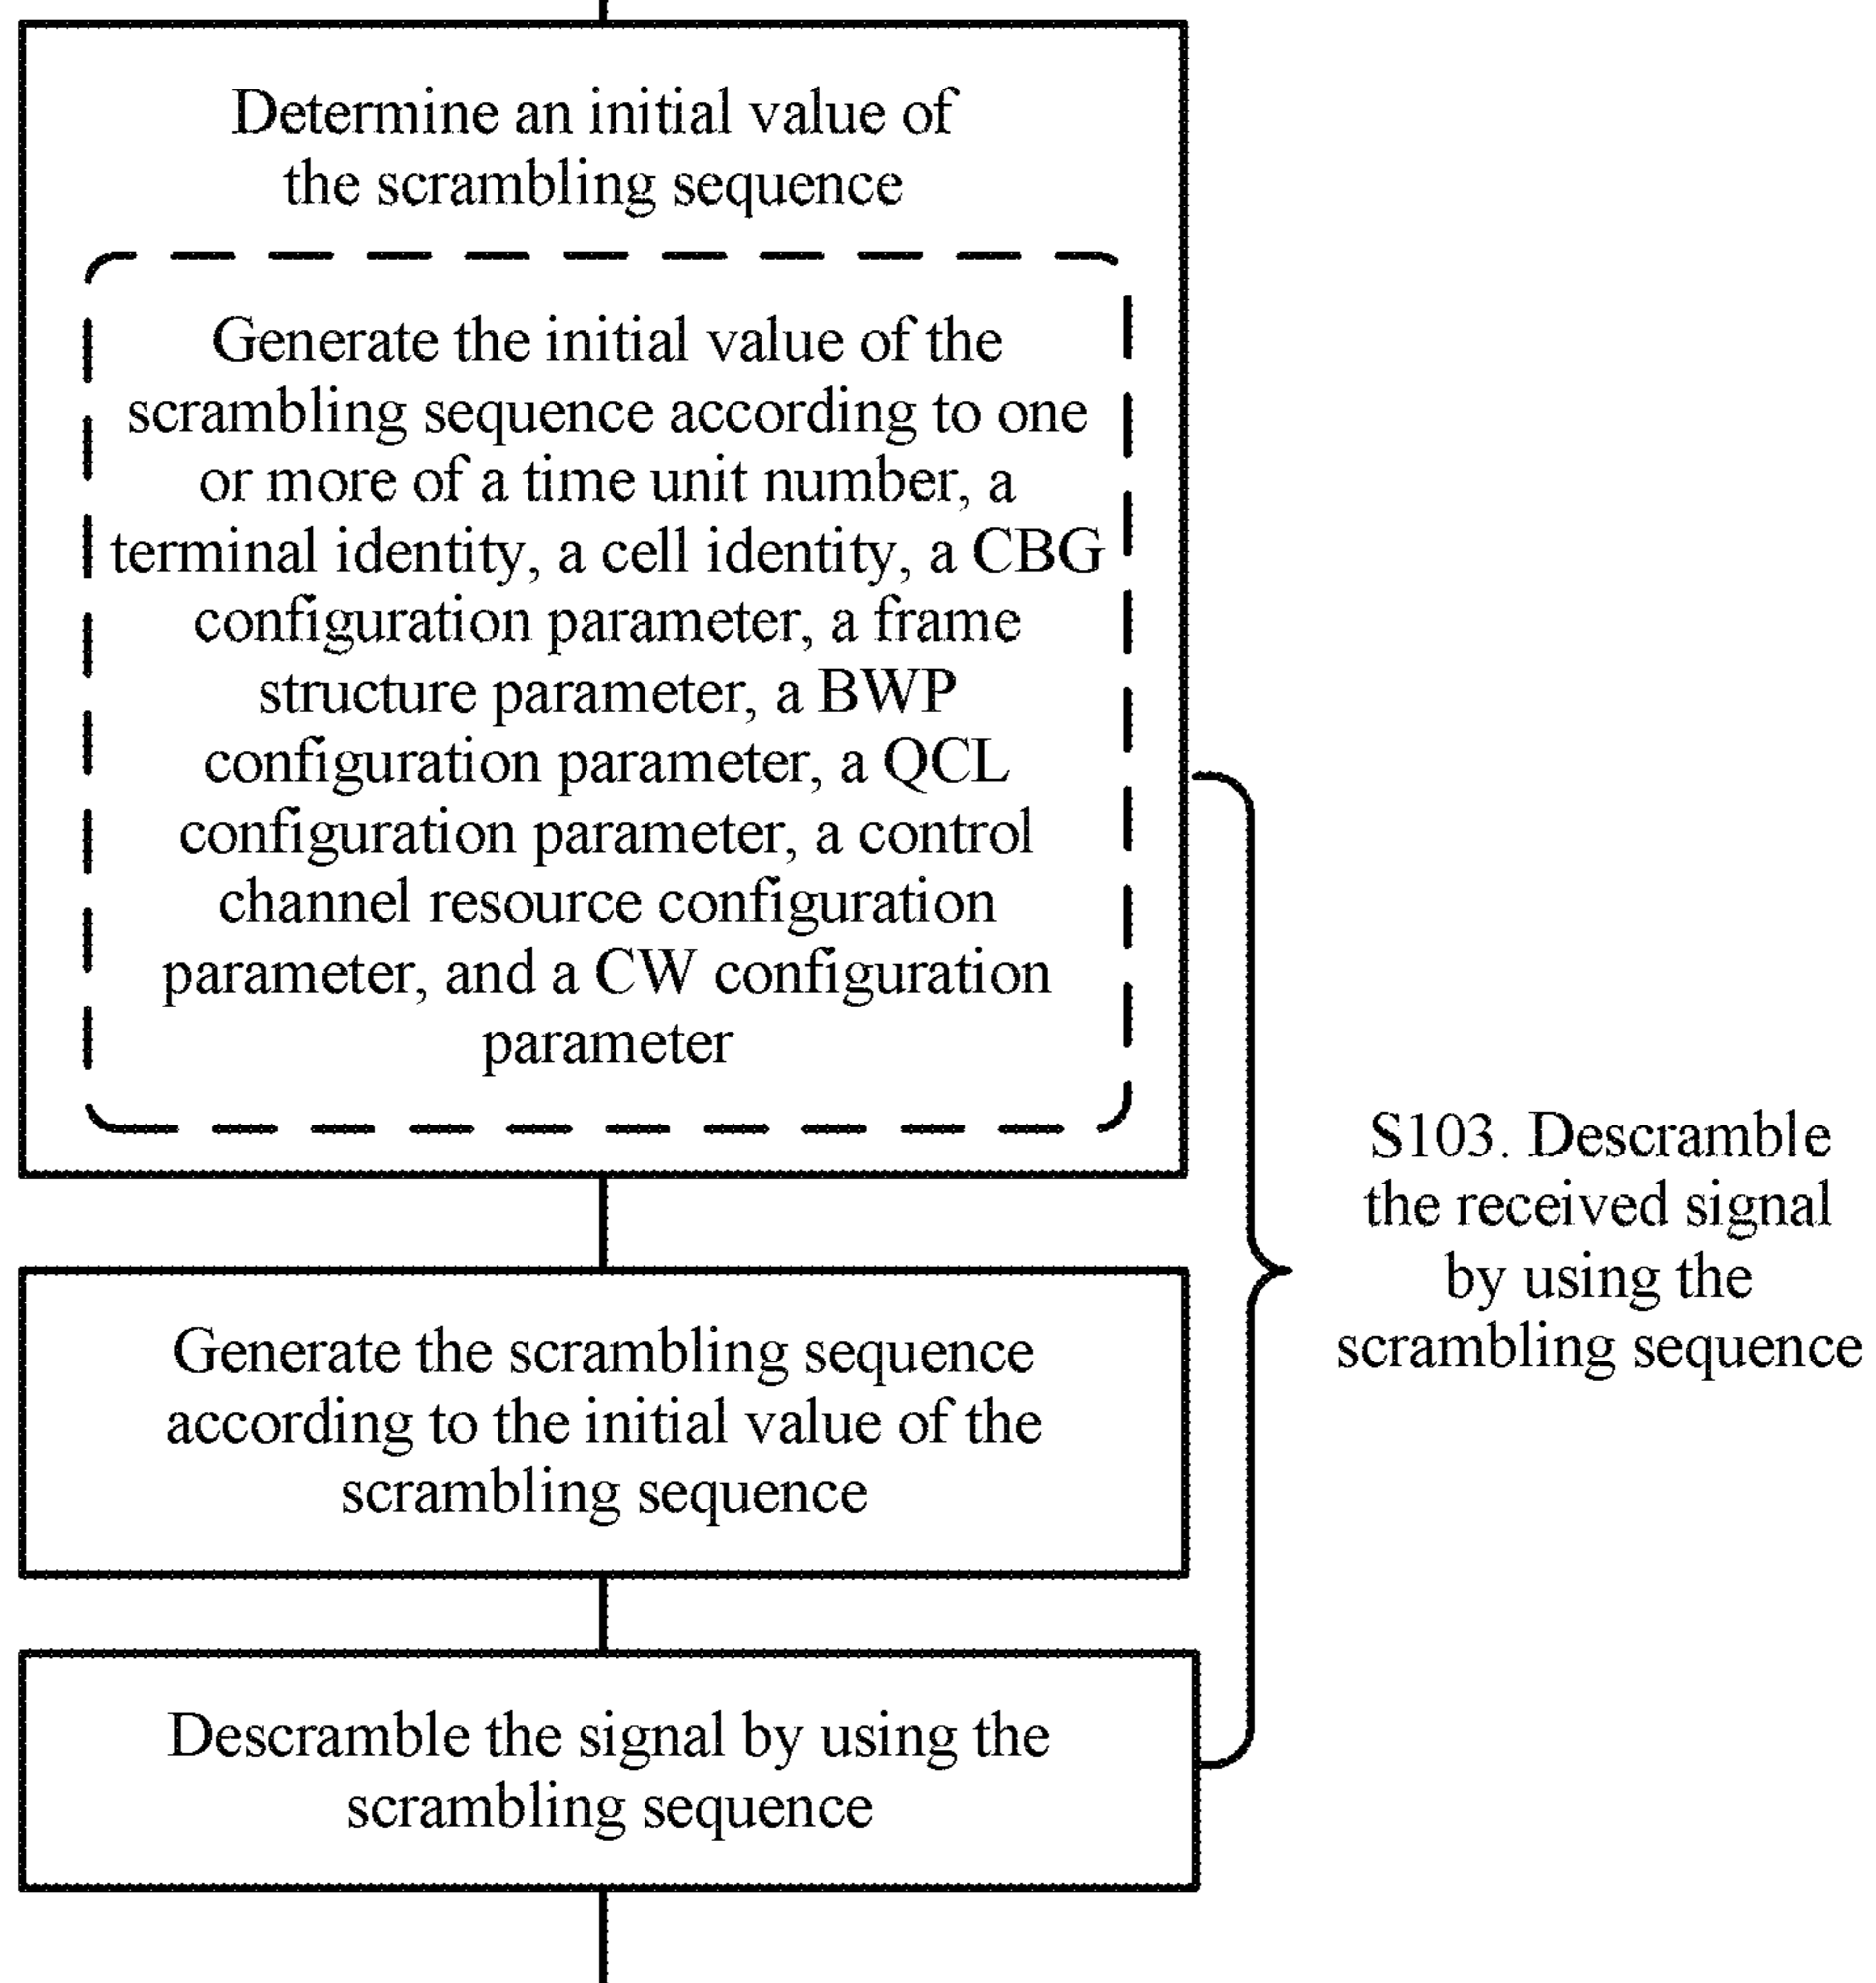 Determine an initial value of
the scrambling sequence
Generate the initial value of the
scrambling sequence according to one
or more of a time unit number, a
terminal identity, a cell identity, a CBG
configuration parameter, a frame
structure parameter, a BWP
configuration parameter, a QCL
configuration parameter, a control
channel resource configuration
parameter, and a CW configuration
parameter
Generate the scrambling sequence
according to the initial value of the
scrambling sequence
Descramble the signal by using the
scrambling sequence
S103. Descramble
the received signal
by using the
scrambling sequence